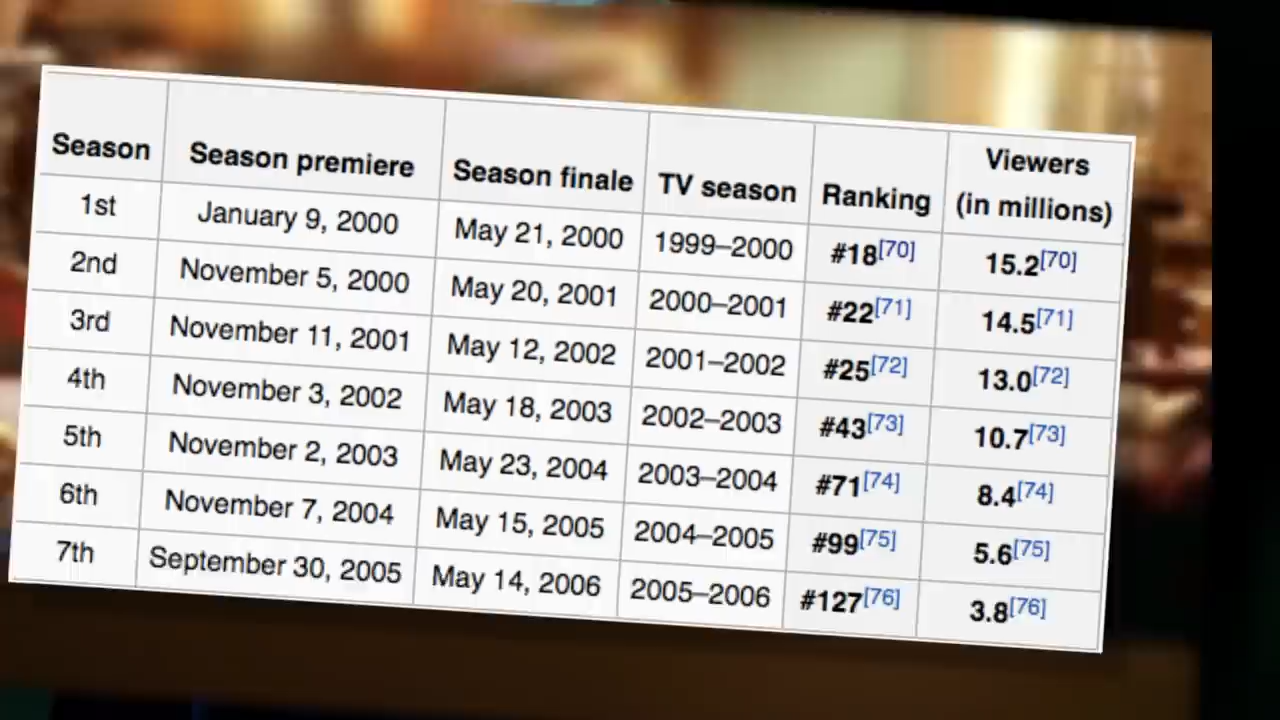 Season Season premiere Season finale TV season Ranking Viewers (in millions)
1st January 9, 2000 May 21, 2000 1999–2000 #18[70] 15.2[70]
2nd November 5, 2000 May 20, 2001 2000–2001 #22[71] 14.5[71]
3rd November 11, 2001 May 12, 2002 2001–2002 #25[72] 13.0[72]
4th November 3, 2002 May 18, 2003 2002–2003 #43[73] 10.7[73]
5th November 2, 2003 May 23, 2004 2003–2004 #71[74] 8.4[74]
6th November 7, 2004 May 15, 2005 2004–2005 #99[75] 5.6[75]
7th September 30, 2005 May 14, 2006 2005–2006 #127[76] 3.8[76]